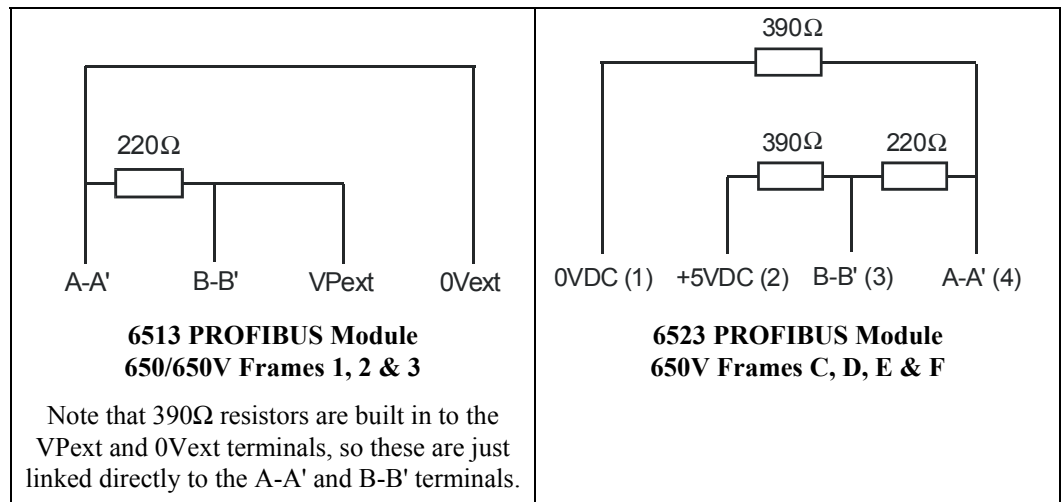 220Ω
A-A'
B-B'
VPext
0Vext
6513 PROFIBUS Module
650/650V Frames 1, 2 & 3
Note that 390Ω resistors are built in to the
VPext and 0Vext terminals, so these are just
linked directly to the A-A' and B-B' terminals.
390Ω
390Ω
220Ω
0VDC (1)
+5VDC (2)
B-B' (3)
A-A' (4)
6523 PROFIBUS Module
650V Frames C, D, E & F